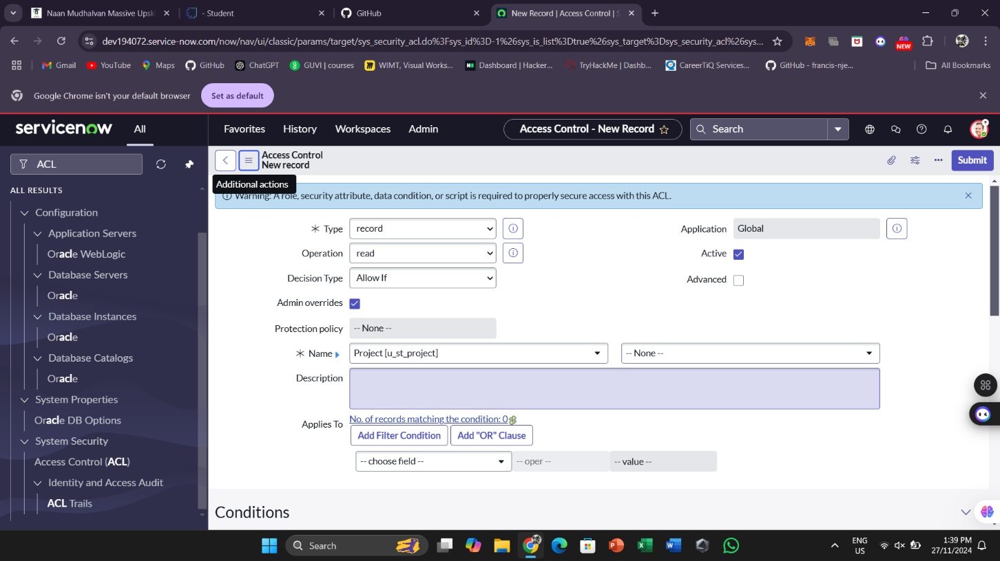 Naan Mudhalvan Massive Upsk
- Student
GitHub
New Record | Access Control | S
dev194072.service-now.com/now/nav/ui/classic/params/target/sys_security_acl.do%3Fsys_id%3D-1%26sys_is_list%3Dtrue%26sys_target%3Dsys_security_acl%26sys...
NEW
Gmail
YouTube
Maps
GitHub
ChatGPT
GUVI | courses
WIMT, Visual Works...
Dashboard | Hacker...
TryHackMe | Dashb...
CareerTiQ Services...
GitHub - francis-nje...
All Bookmarks
Google Chrome isn't your default browser
Set as default
servicenow
All
Favorites
History
Workspaces
Admin
Access Control - New Record
Search
ACL
Access Control
New record
Submit
Additional actions
ALL RESULTS
Configuration
Application Servers
Oracle WebLogic
Database Servers
Oracle
Database Instances
Oracle
Database Catalogs
Oracle
System Properties
Oracle DB Options
System Security
Access Control (ACL)
Identity and Access Audit
ACL Trails
Warning: A role, security attribute, data condition, or script is required to properly secure access with this ACL.
Type
record
Application
Global
Operation
read
Active
Decision Type
Allow If
Advanced
Admin overrides
Protection policy
-- None --
Name
Project [u_st_project]
-- None --
Description
Applies To
No. of records matching the condition: 0
Add Filter Condition
Add "OR" Clause
-- choose field --
-- oper --
-- value --
Conditions
Search
ENG
US
1:39 PM
27/11/2024